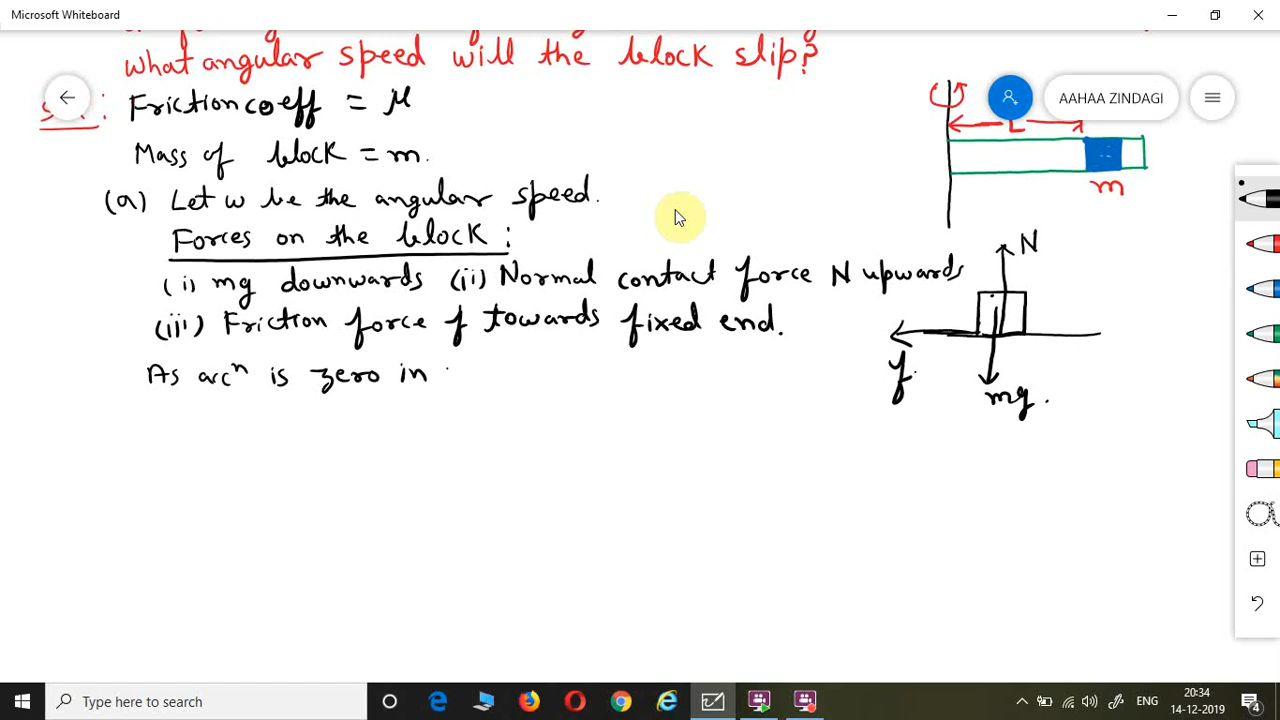 Microsoft Whiteboard
what angular speed will the block slip?
AAHAA ZINDAGI
Friction coeff = μ
L
Mass of block = m.
m
(a) Let ω be the angular speed.
Forces on the block :
N
(i) mg downwards (ii) Normal contact force N upwards
(iii) Friction force f towards fixed end.
f.
mg.
As accⁿ is zero in
Type here to search
ENG
20:34
14-12-2019
4